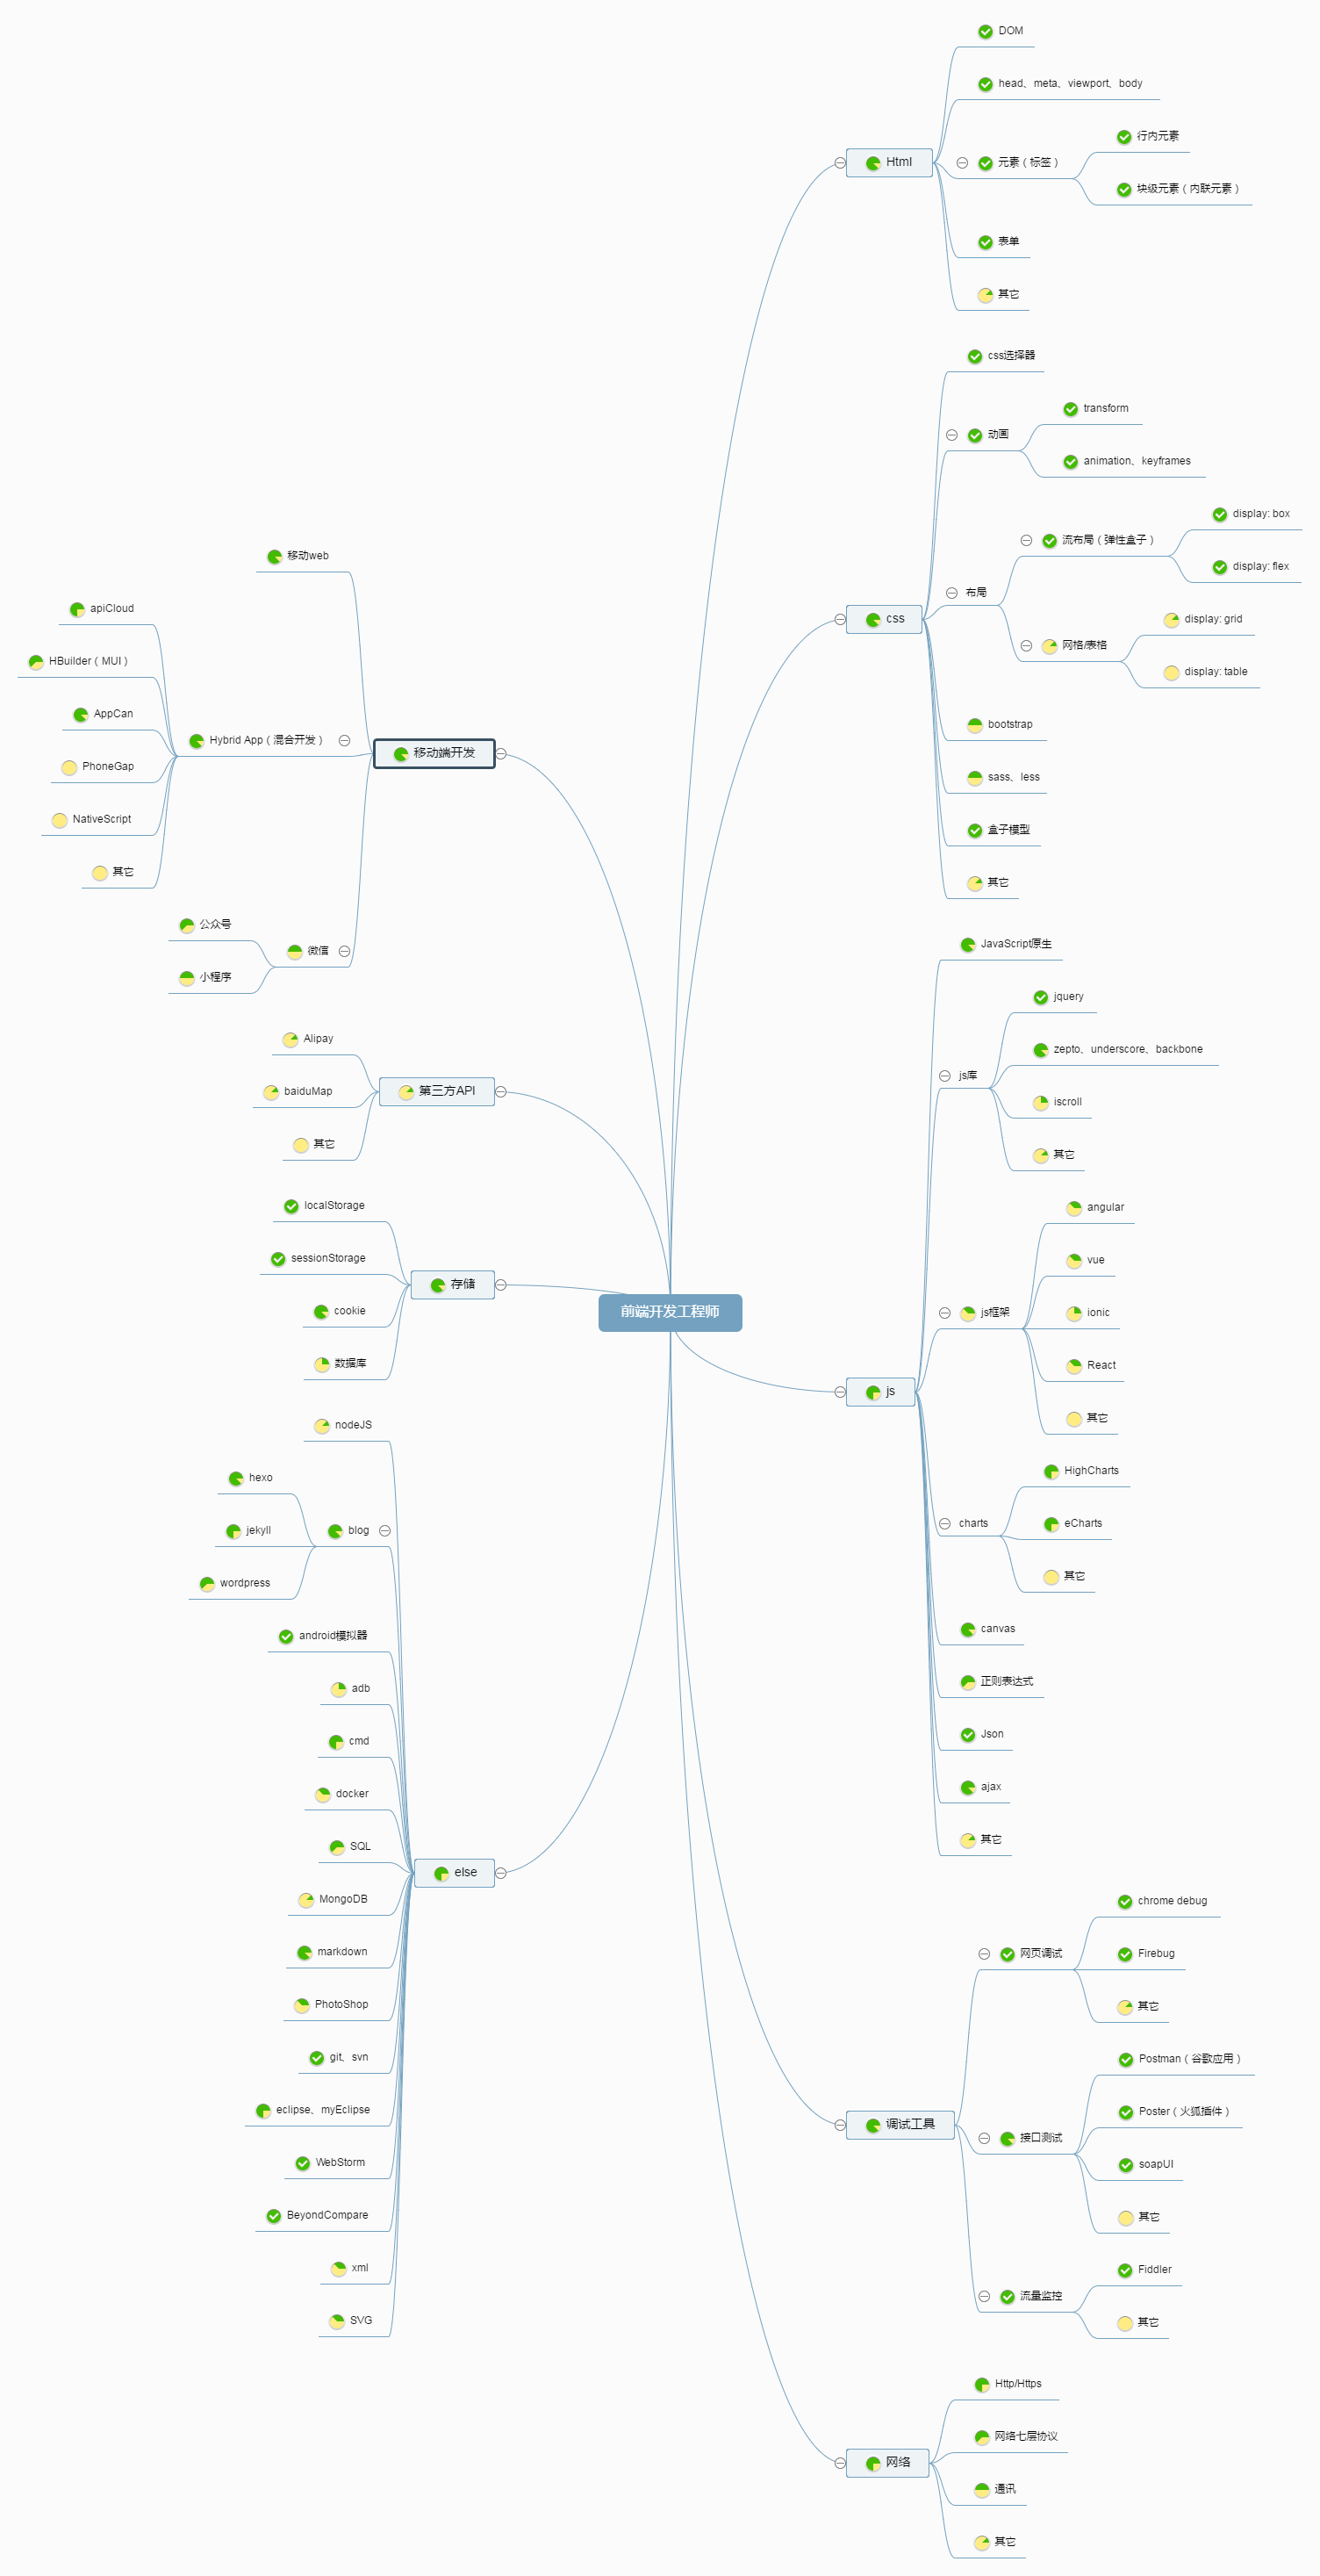 前端开发工程师
Html
DOM
head、meta、viewport、body
元素（标签）
行内元素
块级元素（内联元素）
表单
其它
css
css选择器
动画
transform
animation、keyframes
布局
流布局（弹性盒子）
display: box
display: flex
网格/表格
display: grid
display: table
bootstrap
sass、less
盒子模型
其它
js
JavaScript原生
js库
jquery
zepto、underscore、backbone
iscroll
其它
js框架
angular
vue
ionic
React
其它
charts
HighCharts
eCharts
其它
canvas
正则表达式
Json
ajax
其它
调试工具
网页调试
chrome debug
Firebug
其它
接口测试
Postman（谷歌应用）
Poster（火狐插件）
soapUI
其它
流量监控
Fiddler
其它
网络
Http/Https
网络七层协议
通讯
其它
移动端开发
移动web
Hybrid App（混合开发）
apiCloud
HBuilder（MUI）
AppCan
PhoneGap
NativeScript
其它
微信
公众号
小程序
第三方API
Alipay
baiduMap
其它
存储
localStorage
sessionStorage
cookie
数据库
else
nodeJS
blog
hexo
jekyll
wordpress
android模拟器
adb
cmd
docker
SQL
MongoDB
markdown
PhotoShop
git、svn
eclipse、myEclipse
WebStorm
BeyondCompare
xml
SVG